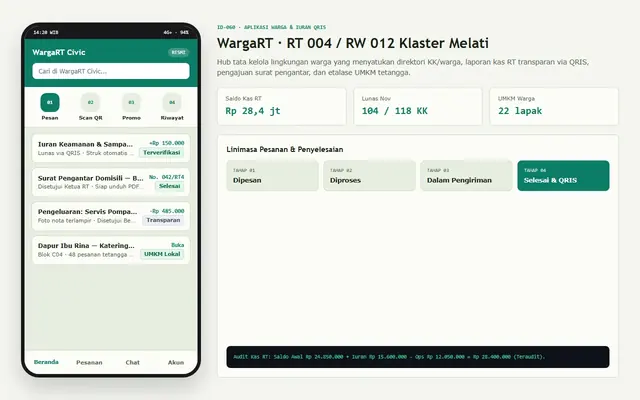 14:20 WIB
4G+ · 94%
WargaRT Civic
RESMI
Cari di WargaRT Civic...
01
Pesan
02
Scan QR
03
Promo
04
Riwayat
Iuran Keamanan & Sampa...
+Rp 150.000
Lunas via QRIS · Struk otomatis ...
Terverifikasi
Surat Pengantar Domisili — B...
No. 042/RT4
Disetujui Ketua RT · Siap unduh PDF...
Selesai
Pengeluaran: Servis Pompa...
-Rp 485.000
Foto nota terlampir · Disetujui Be...
Transparan
Dapur Ibu Rina — Katering...
Buka
Blok C04 · 48 pesanan tetangga ...
UMKM Lokal
Beranda
Pesanan
Chat
Akun
ID-060 · APLIKASI WARGA & IURAN QRIS
WargaRT · RT 004 / RW 012 Klaster Melati
Hub tata kelola lingkungan warga yang menyatukan direktori KK/warga, laporan kas RT transparan via QRIS,
pengajuan surat pengantar, dan etalase UMKM tetangga.
Saldo Kas RT
Rp 28,4 jt
Lunas Nov
104 / 118 KK
UMKM Warga
22 lapak
Linimasa Pesanan & Penyelesaian
TAHAP 01
Dipesan
TAHAP 02
Diproses
TAHAP 03
Dalam Pengiriman
TAHAP 04
Selesai & QRIS
Audit Kas RT: Saldo Awal Rp 24.850.000 + Iuran Rp 15.600.000 - Ops Rp 12.050.000 = Rp 28.400.000 (Teraudit).